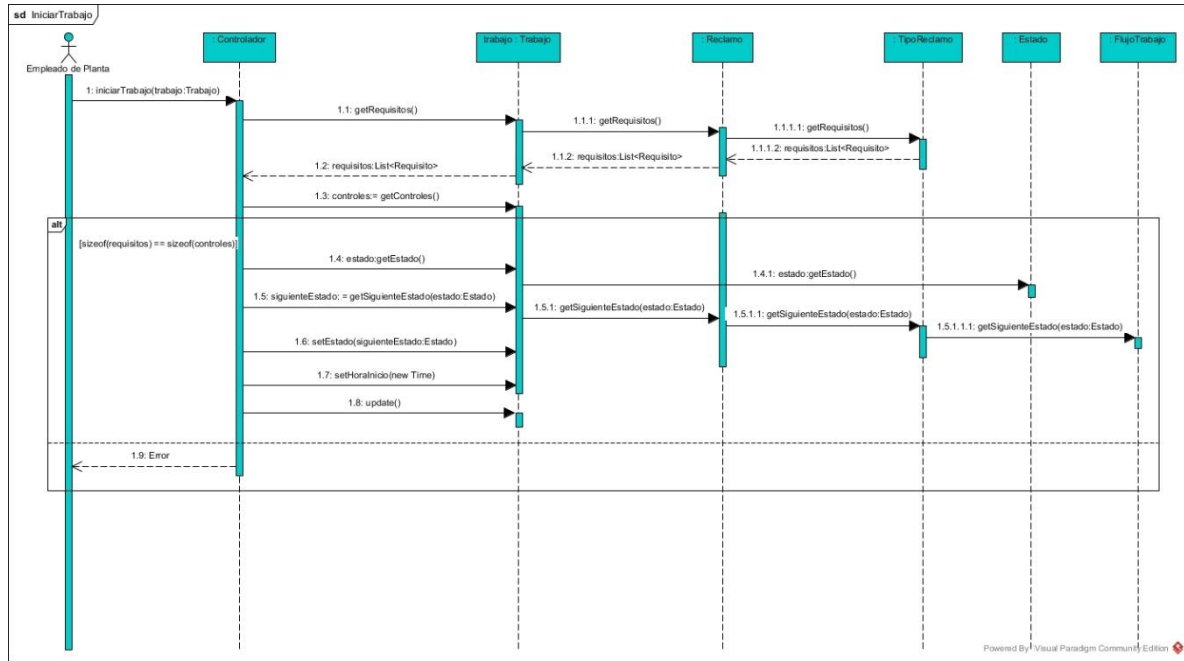 sd IniciarTrabajo
Empleado de Planta
: Controlador
trabajo : Trabajo
: Reclamo
: TipoReclamo
: Estado
: FlujoTrabajo
1: iniciarTrabajo(trabajo:Trabajo)
1.1: getRequisitos()
1.1.1: getRequisitos()
1.1.1.1: getRequisitos()
1.1.1.2: requisitos:List<Requisito>
1.1.2: requisitos:List<Requisito>
1.2: requisitos:List<Requisito>
1.3: controles:= getControles()
alt
[sizeof(requisitos) == sizeof(controles)]
1.4: estado:getEstado()
1.4.1: estado:getEstado()
1.5: siguienteEstado: = getSiguienteEstado(estado:Estado)
1.5.1: getSiguienteEstado(estado:Estado)
1.5.1.1: getSiguienteEstado(estado:Estado)
1.5.1.1.1: getSiguienteEstado(estado:Estado)
1.6: setEstado(siguienteEstado:Estado)
1.7: setHoraInicio(new Time)
1.8: update()
1.9: Error
Powered By Visual Paradigm Community Edition